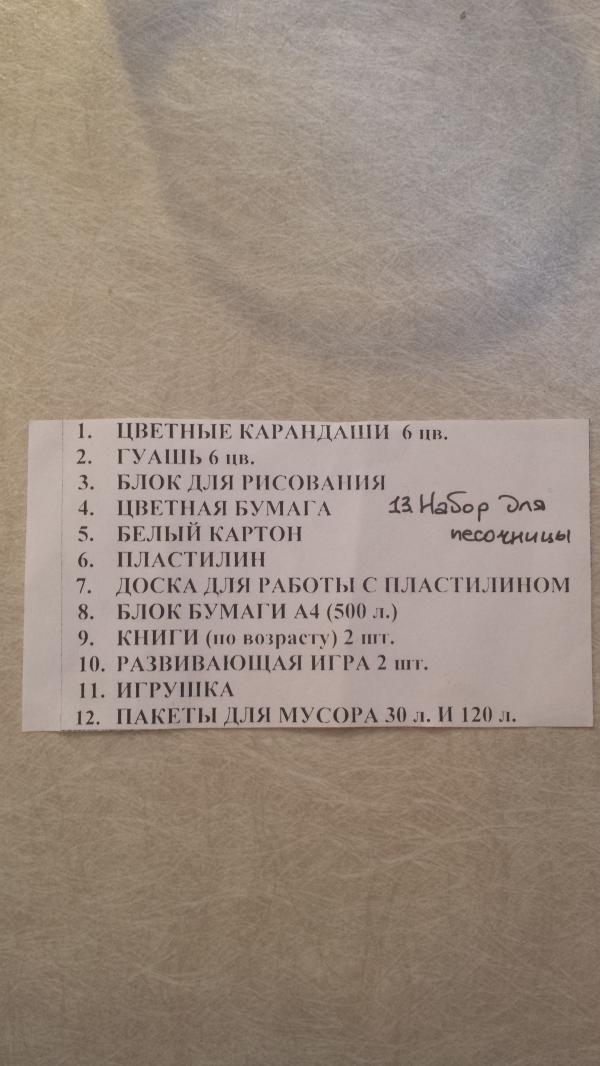 1. ЦВЕТНЫЕ КАРАНДАШИ 6 цв.
2. ГУАШЬ 6 цв.
3. БЛОК ДЛЯ РИСОВАНИЯ
4. ЦВЕТНАЯ БУМАГА
13. Набор для
песочницы
5. БЕЛЫЙ КАРТОН
6. ПЛАСТИЛИН
7. ДОСКА ДЛЯ РАБОТЫ С ПЛАСТИЛИНОМ
8. БЛОК БУМАГИ А4 (500 л.)
9. КНИГИ (по возрасту) 2 шт.
10. РАЗВИВАЮЩАЯ ИГРА 2 шт.
11. ИГРУШКА
12. ПАКЕТЫ ДЛЯ МУСОРА 30 л. И 120 л.